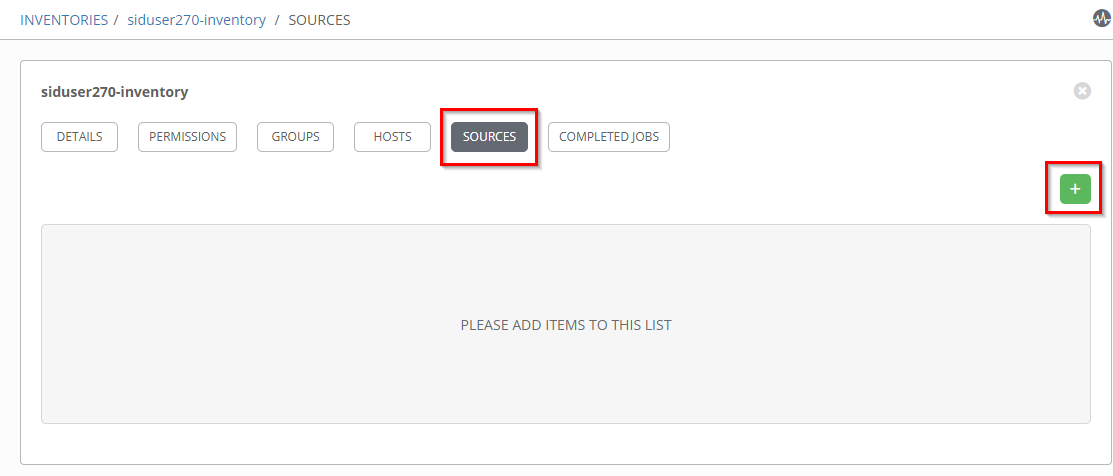 INVENTORIES / siduser270-inventory / SOURCES
siduser270-inventory
DETAILS PERMISSIONS GROUPS HOSTS SOURCES COMPLETED JOBS
+
PLEASE ADD ITEMS TO THIS LIST